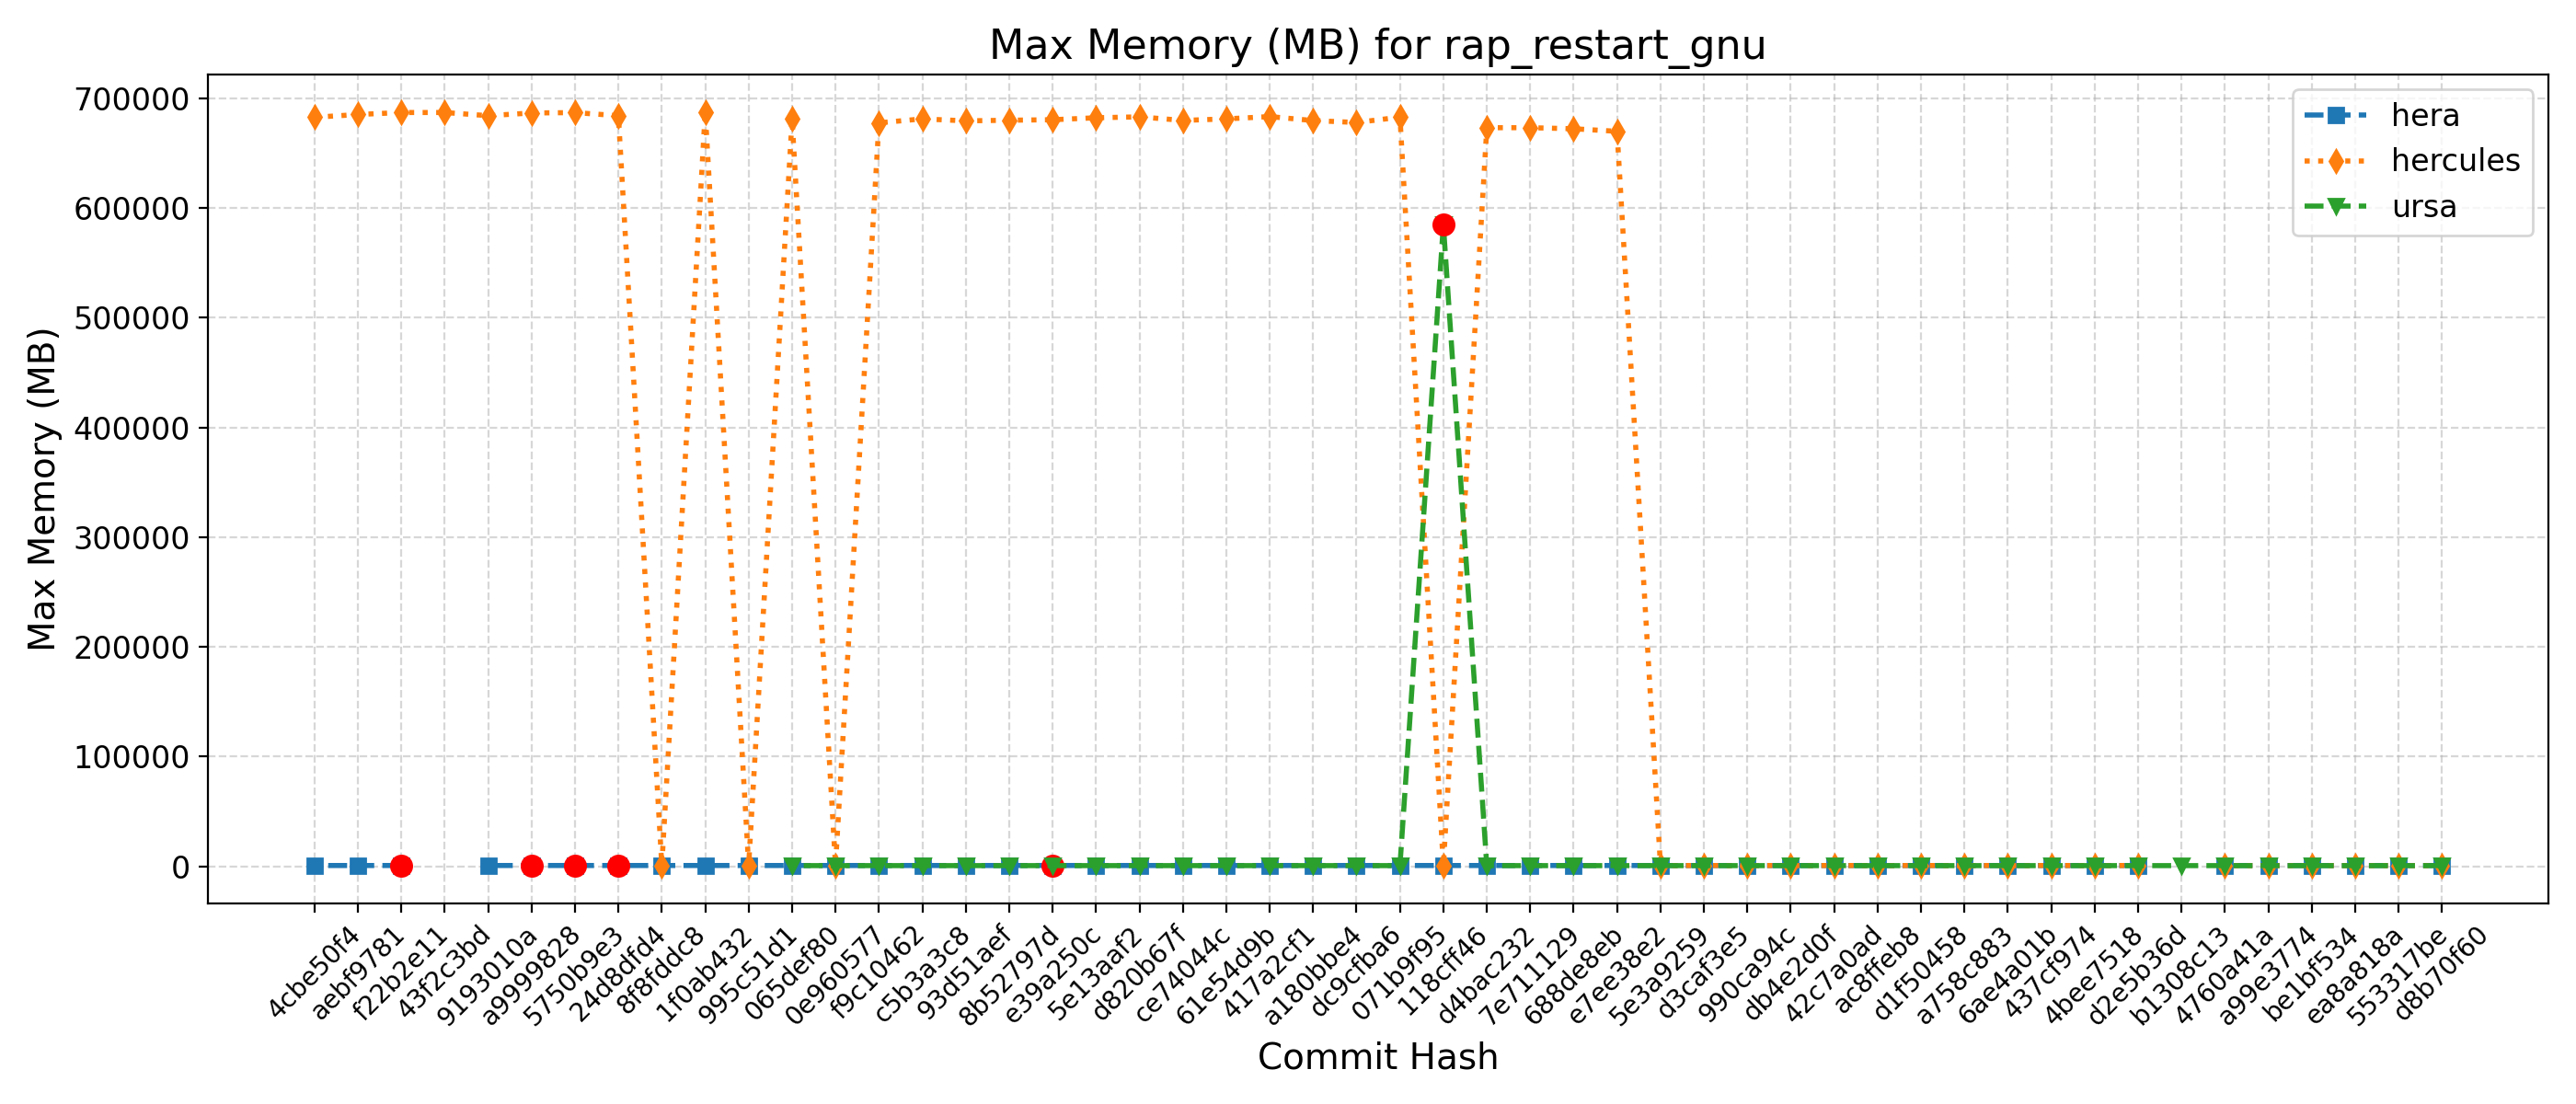 Max Memory (MB) for rap_restart_gnu
700000
600000
500000
400000
300000
200000
100000
0
Max Memory (MB)
hera
hercules
ursa
4cbe50f4
aebf9781
f22b2e11
43f2c3bd
9193010a
a9999828
5750b9e3
24d8dfd4
8f8fddc8
1f0ab432
995c51d1
065def80
0e960577
f9c10462
c5b3a3c8
93d51aef
8b52797d
e39a250c
5e13aaf2
d820b67f
ce74044c
61e54d9b
417a2cf1
a180bbe4
dc9cfba6
071b9f95
118cff46
d4bac232
7e711129
688de8eb
e7ee38e2
5e3a9259
d3caf3e5
990ca94c
db4e2d0f
42c7a0ad
ac8ffeb8
d1f50458
a758c883
6ae4a01b
437cf974
4bee7518
d2e5b36d
b1308c13
4760a41a
a99e3774
be1bf534
ea8a818a
553317be
d8b70f60
Commit Hash